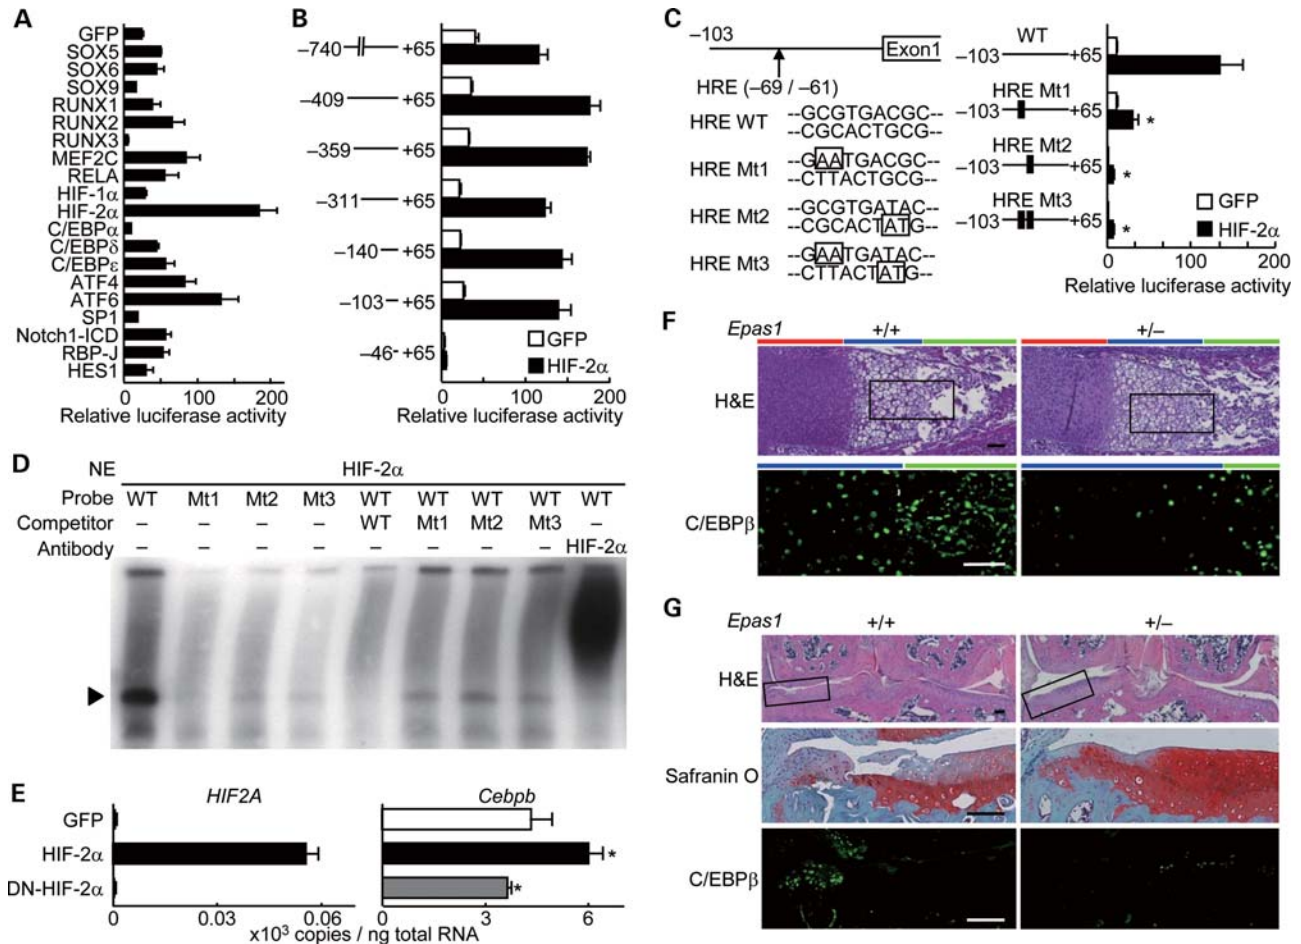 A
GFP
SOX5
SOX6
SOX9
RUNX1
RUNX2
RUNX3
MEF2C
RELA
HIF-1α
HIF-2α
C/EBPα
C/EBPδ
C/EBPε
ATF4
ATF6
SP1
Notch1-ICD
RBP-J
HES1
0 100 200
Relative luciferase activity
B
–740 +65
–409 +65
–359 +65
–311 +65
–140 +65
–103 +65
–46 +65
GFP
HIF-2α
0 100 200
Relative luciferase activity
C
–103
Exon1
HRE (–69 / –61)
HRE WT
--GCGTGACGC--
--CGCACTGCG--
HRE Mt1
--GAATGACGC--
--CTTACTGCG--
HRE Mt2
--GCGTGATAC--
--CGCACTATG--
HRE Mt3
--GAATGATAC--
--CTTACTATG--
WT
–103 +65
HRE Mt1
–103 +65 *
HRE Mt2
–103 +65 *
HRE Mt3
–103 +65 *
GFP
HIF-2α
0 100 200
Relative luciferase activity
D
NE HIF-2α
Probe WT Mt1 Mt2 Mt3 WT WT WT WT WT
Competitor – – – – WT Mt1 Mt2 Mt3 –
Antibody – – – – – – – – HIF-2α
E
HIF2A
Cebpb
GFP
HIF-2α *
DN-HIF-2α *
0 0.03 0.06
0 3 6
x10³ copies / ng total RNA
F
Epas1 +/+ +/–
H&E
C/EBPβ
G
Epas1 +/+ +/–
H&E
Safranin O
C/EBPβ